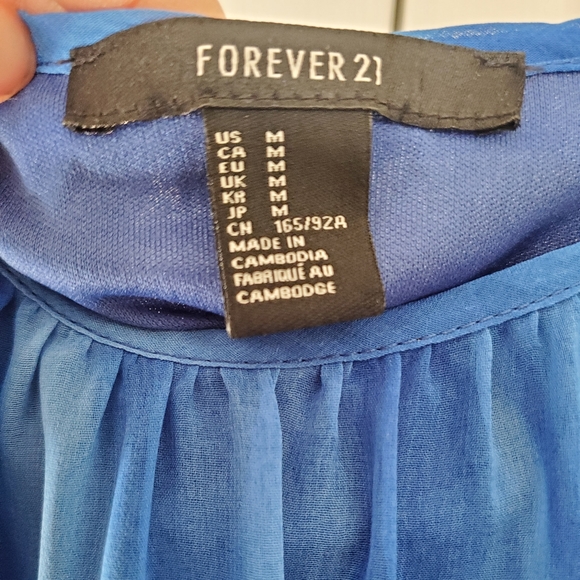 FOREVER 21
US M
CA M
EU M
UK M
KR M
JP M
CN 165/92A
MADE IN
CAMBODIA
FABRIQUÉ AU
CAMBODGE